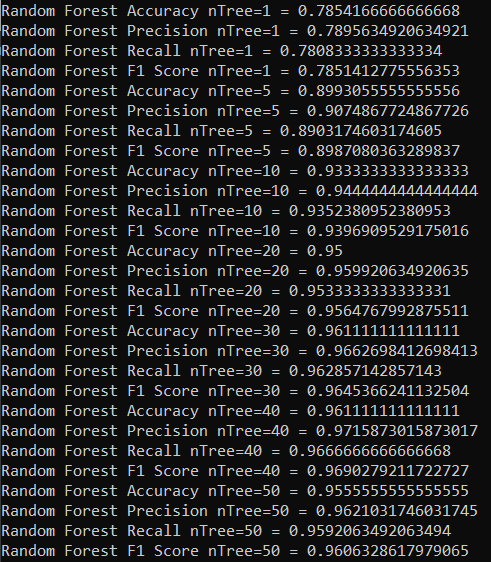 Random Forest Accuracy nTree=1 = 0.7854166666666668
Random Forest Precision nTree=1 = 0.7895634920634921
Random Forest Recall nTree=1 = 0.7808333333333334
Random Forest F1 Score nTree=1 = 0.7851412775556353
Random Forest Accuracy nTree=5 = 0.8993055555555556
Random Forest Precision nTree=5 = 0.9074867724867726
Random Forest Recall nTree=5 = 0.8903174603174605
Random Forest F1 Score nTree=5 = 0.8987080363289837
Random Forest Accuracy nTree=10 = 0.9333333333333333
Random Forest Precision nTree=10 = 0.9444444444444444
Random Forest Recall nTree=10 = 0.9352380952380953
Random Forest F1 Score nTree=10 = 0.9396909529175016
Random Forest Accuracy nTree=20 = 0.95
Random Forest Precision nTree=20 = 0.959920634920635
Random Forest Recall nTree=20 = 0.9533333333333331
Random Forest F1 Score nTree=20 = 0.9564767992875511
Random Forest Accuracy nTree=30 = 0.961111111111111
Random Forest Precision nTree=30 = 0.9662698412698413
Random Forest Recall nTree=30 = 0.962857142857143
Random Forest F1 Score nTree=30 = 0.9645366241132504
Random Forest Accuracy nTree=40 = 0.961111111111111
Random Forest Precision nTree=40 = 0.9715873015873017
Random Forest Recall nTree=40 = 0.9666666666666668
Random Forest F1 Score nTree=40 = 0.9690279211722727
Random Forest Accuracy nTree=50 = 0.9555555555555555
Random Forest Precision nTree=50 = 0.9621031746031745
Random Forest Recall nTree=50 = 0.9592063492063494
Random Forest F1 Score nTree=50 = 0.9606328617979065